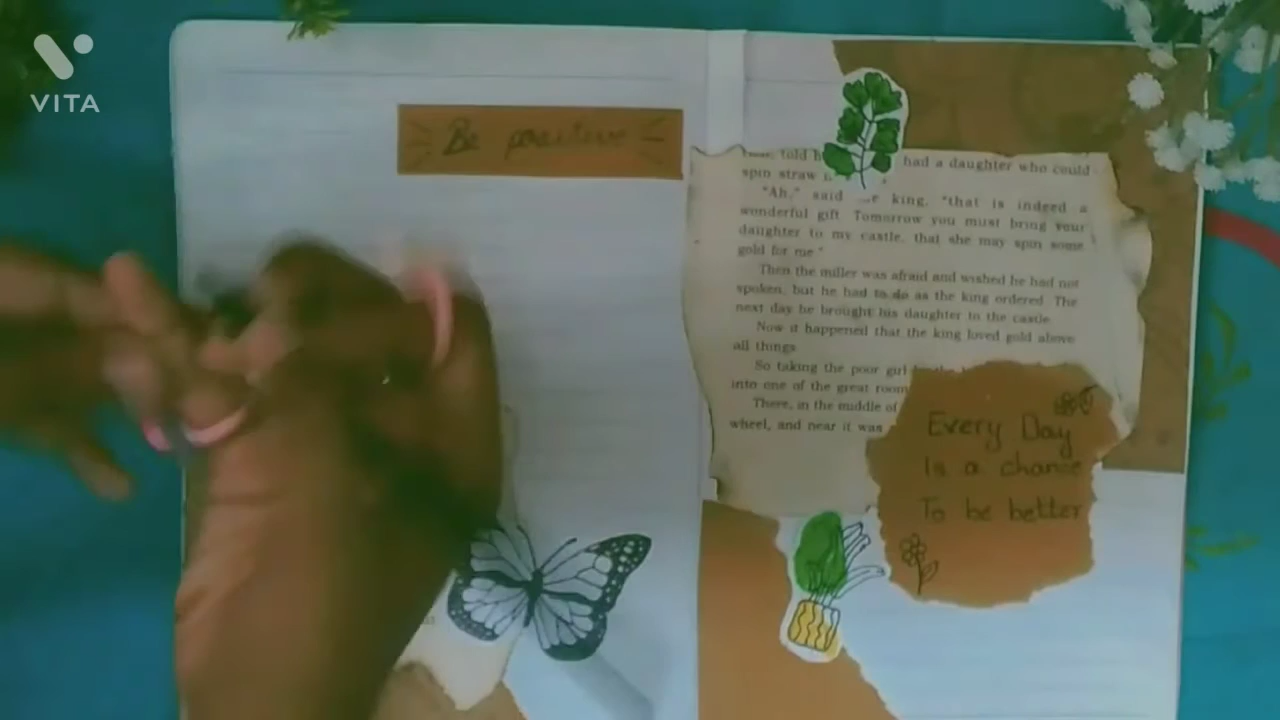 VITA
Be positive
told h had a daughter who could
spin straw
"Ah," said king, "that is indeed a
wonderful gift. Tomorrow you must bring your
daughter to my castle, that she may spin some
gold for me."
Then the miller was afraid and wished he had not
spoken, but he had to do as the king ordered. The
next day he brought his daughter to the castle.
Now it happened that the king loved gold above
all things.
So taking the poor girl
into one of the great room
There, in the middle of
wheel, and near it was
Every Day
Is a chance
To be better